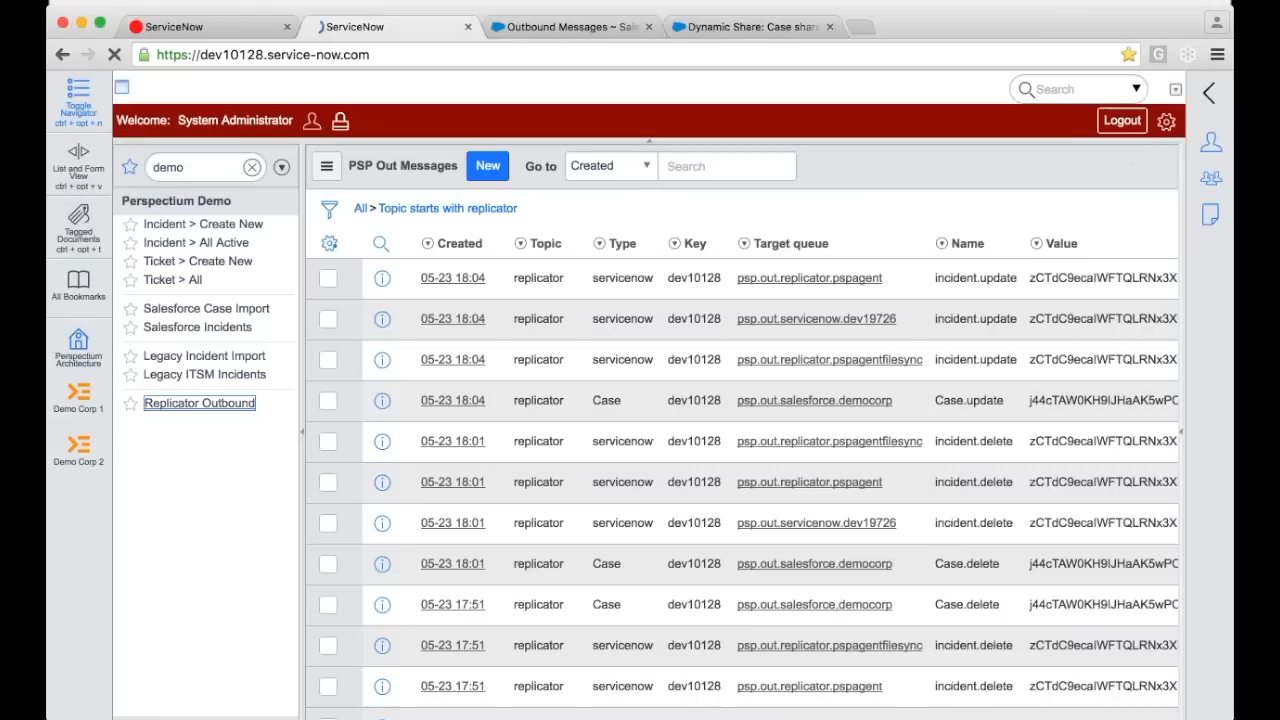 ServiceNow
ServiceNow
Outbound Messages ~ Sale
Dynamic Share: Case share
https://dev10128.service-now.com
G
Toggle
Navigator
ctrl + opt + n
Search
Welcome: System Administrator
Logout
List and Form
View
ctrl + opt + v
demo
PSP Out Messages
New
Go to
Created
Search
Perspectium Demo
All > Topic starts with replicator
Tagged
Documents
ctrl + opt + t
Incident > Create New
Incident > All Active
Ticket > Create New
Ticket > All
All Bookmarks
Salesforce Case Import
Salesforce Incidents
Perspectium
Architecture
Legacy Incident Import
Legacy ITSM Incidents
Demo Corp 1
Replicator Outbound
Demo Corp 2
Created Topic Type Key Target queue Name Value
05-23 18:04 replicator servicenow dev10128 psp.out.replicator.pspagent incident.update zCTdC9ecaIWFTQLRNx3X
05-23 18:04 replicator servicenow dev10128 psp.out.servicenow.dev19726 incident.update zCTdC9ecaIWFTQLRNx3X
05-23 18:04 replicator servicenow dev10128 psp.out.replicator.pspagentfilesync incident.update zCTdC9ecaIWFTQLRNx3X
05-23 18:04 replicator Case dev10128 psp.out.salesforce.democorp Case.update j44cTAW0KH9IJHaAK5wPC
05-23 18:01 replicator servicenow dev10128 psp.out.replicator.pspagentfilesync incident.delete zCTdC9ecaIWFTQLRNx3X
05-23 18:01 replicator servicenow dev10128 psp.out.replicator.pspagent incident.delete zCTdC9ecaIWFTQLRNx3X
05-23 18:01 replicator servicenow dev10128 psp.out.servicenow.dev19726 incident.delete zCTdC9ecaIWFTQLRNx3X
05-23 18:01 replicator Case dev10128 psp.out.salesforce.democorp Case.delete j44cTAW0KH9IJHaAK5wPC
05-23 17:51 replicator Case dev10128 psp.out.salesforce.democorp Case.delete j44cTAW0KH9IJHaAK5wPC
05-23 17:51 replicator servicenow dev10128 psp.out.replicator.pspagentfilesync incident.delete zCTdC9ecaIWFTQLRNx3X
05-23 17:51 replicator servicenow dev10128 psp.out.replicator.pspagent incident.delete zCTdC9ecaIWFTQLRNx3X